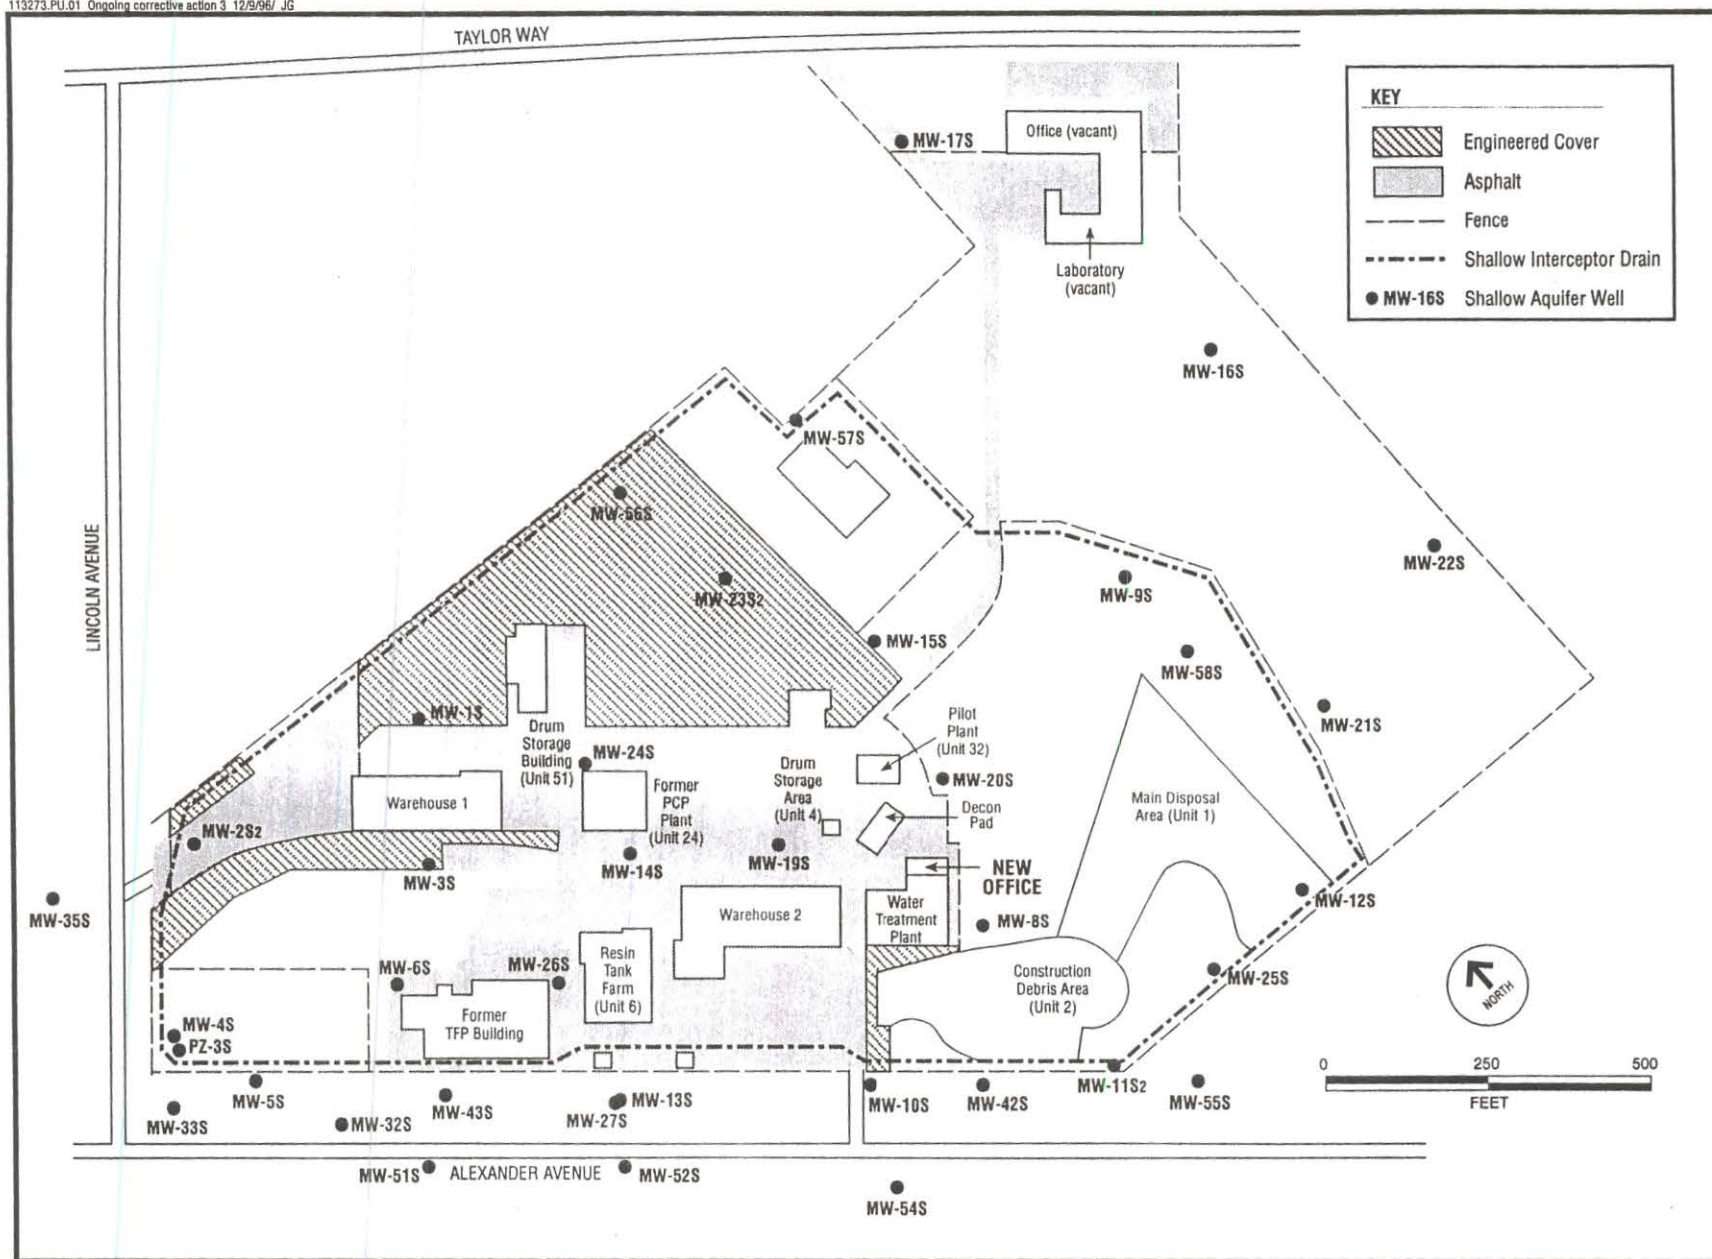 113273.PU.01 Ongoing corrective action 3 12/9/96/ JG
TAYLOR WAY
KEY
Engineered Cover
Asphalt
Fence
Shallow Interceptor Drain
MW-16S Shallow Aquifer Well
Office (vacant)
MW-17S
Laboratory
(vacant)
MW-16S
MW-57S
LINCOLN AVENUE
MW-56S
MW-22S
MW-23S2
MW-9S
MW-15S
MW-58S
MW-1S
MW-21S
Drum
Storage
Building
(Unit 51)
MW-24S
Pilot
Plant
(Unit 32)
Drum
Storage
Area
(Unit 4)
MW-20S
Former
PCP
Plant
(Unit 24)
Warehouse 1
Main Disposal
Area (Unit 1)
Decon
Pad
MW-2S2
MW-3S
MW-14S
MW-19S
NEW
OFFICE
MW-35S
Warehouse 2
Water
Treatment
Plant
MW-8S
MW-12S
MW-6S
MW-26S
Resin
Tank
Farm
(Unit 6)
Construction
Debris Area
(Unit 2)
MW-25S
NORTH
Former
TFP Building
MW-4S
PZ-3S
0 250 500
FEET
MW-5S
MW-33S
MW-32S
MW-43S
MW-13S
MW-27S
MW-10S
MW-42S
MW-11S2
MW-55S
MW-51S
ALEXANDER AVENUE
MW-52S
MW-54S